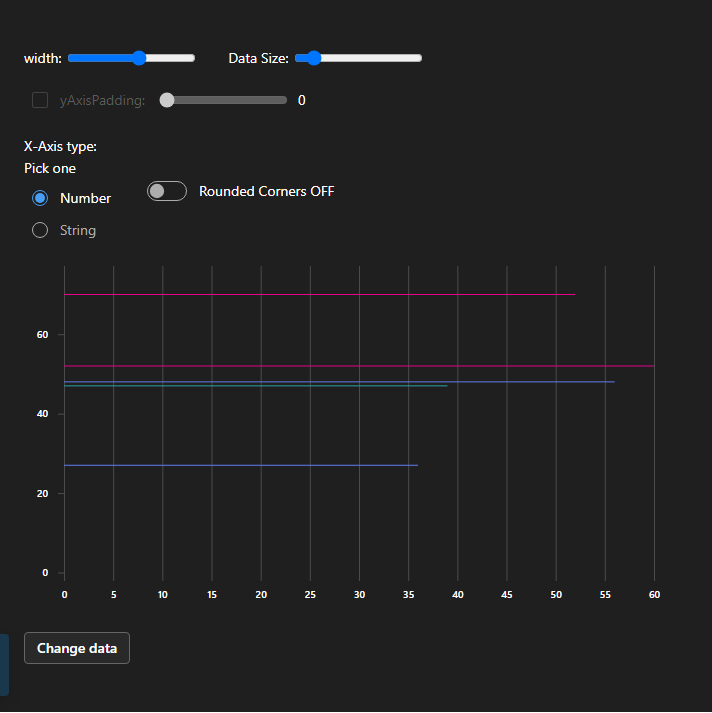 width: Data Size:
yAxisPadding: 0
X-Axis type:
Pick one
Number
Rounded Corners OFF
String
60
40
20
0
0 5 10 15 20 25 30 35 40 45 50 55 60
Change data